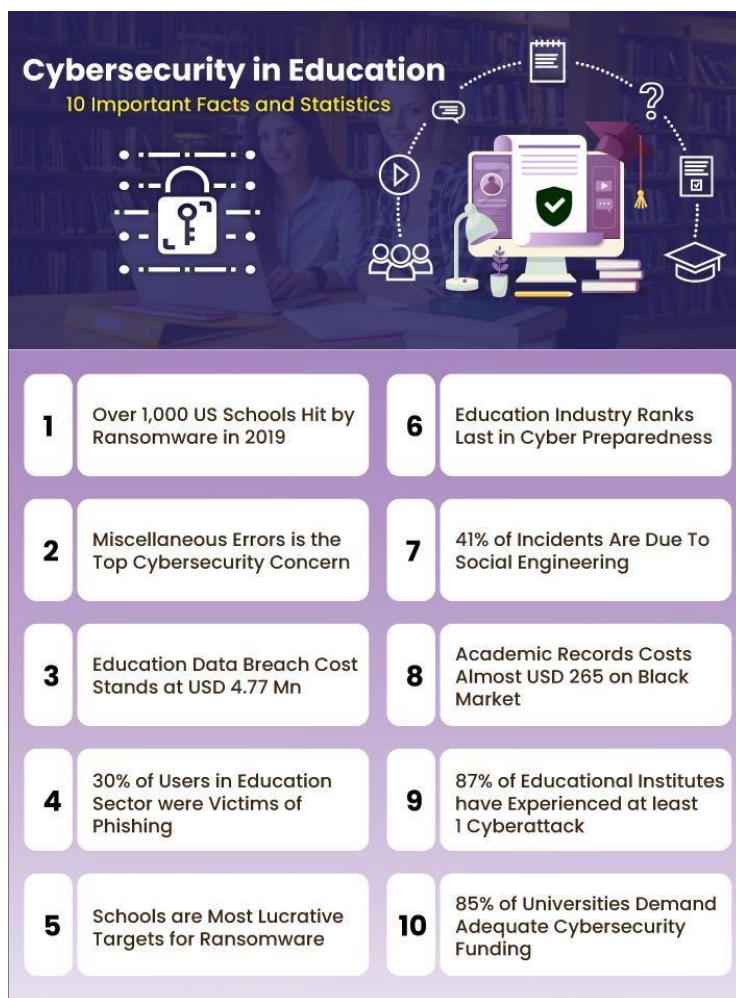 Cybersecurity in Education
10 Important Facts and Statistics
?
1
Over 1,000 US Schools Hit by
Ransomware in 2019
2
Miscellaneous Errors is the
Top Cybersecurity Concern
3
Education Data Breach Cost
Stands at USD 4.77 Mn
4
30% of Users in Education
Sector were Victims of
Phishing
5
Schools are Most Lucrative
Targets for Ransomware
6
Education Industry Ranks
Last in Cyber Preparedness
7
41% of Incidents Are Due To
Social Engineering
8
Academic Records Costs
Almost USD 265 on Black
Market
9
87% of Educational Institutes
have Experienced at least
1 Cyberattack
10
85% of Universities Demand
Adequate Cybersecurity
Funding